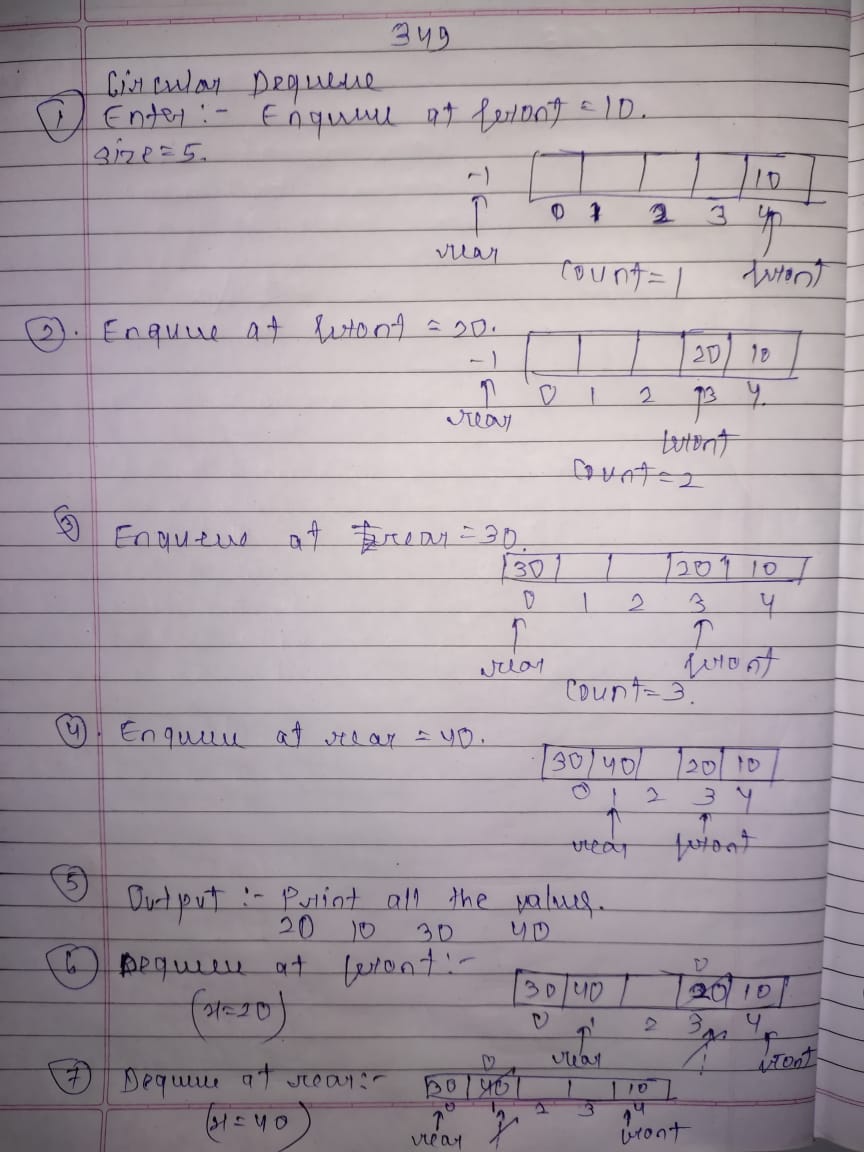 349
Circular Dequeue
① Enter :- Enqueue at front = 10.
size = 5.
-1 10
0 1 2 3 4
rear
count = 1 front
②. Enqueue at front = 20.
-1 20 10
0 1 2 3 4.
rear
front
count = 2
③ Enqueue at rear = 30.
30 20 10
0 1 2 3 4
rear front
count = 3.
④. Enqueue at rear = 40.
30 40 20 10
0 1 2 3 4
rear front
⑤ Output :- Print all the values.
20 10 30 40
⑥ Dequeue at front :-
0
30 40 20 10
(x=20)
0 1 2 3 4
rear front
⑦ Dequeue at rear :-
0
30 40 10
(x=40)
0 1 2 3 4
rear front